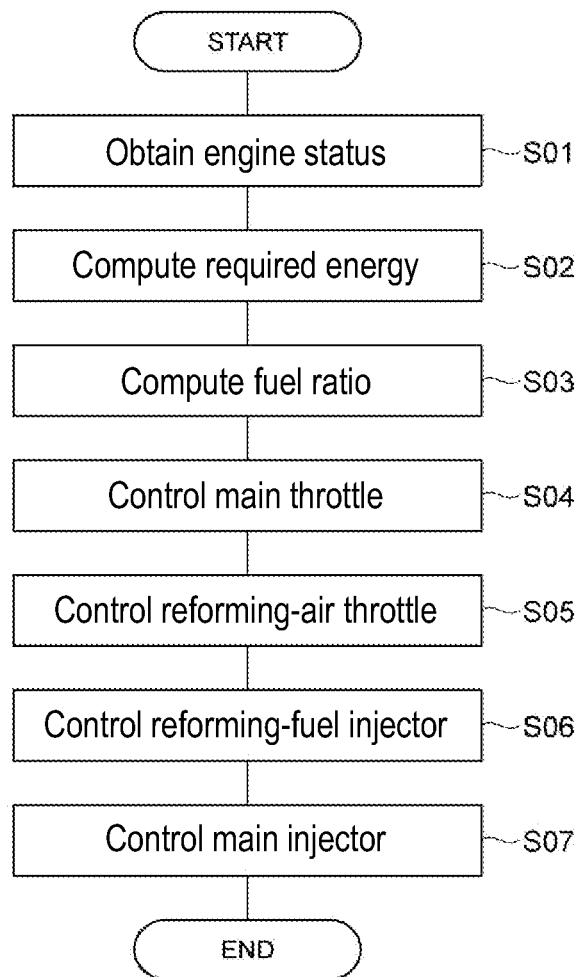 START
Obtain engine status
S01
Compute required energy
S02
Compute fuel ratio
S03
Control main throttle
S04
Control reforming-air throttle
S05
Control reforming-fuel injector
S06
Control main injector
S07
END